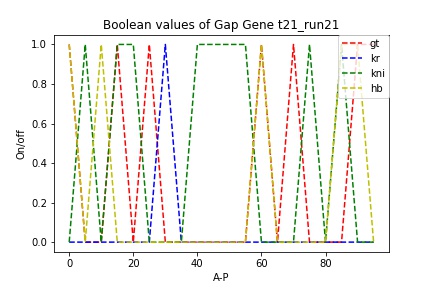 Boolean values of Gap Gene t21_run21
1.0
0.8
0.6
0.4
0.2
0.0
On/off
gt
kr
kni
hb
0 20 40 60 80
A-P